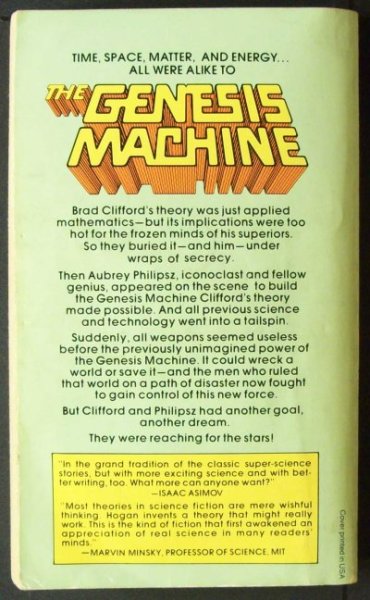 TIME, SPACE, MATTER, AND ENERGY...
ALL WERE ALIKE TO
THE GENESIS
MACHINE
Brad Clifford's theory was just applied
mathematics—but its implications were too
hot for the frozen minds of his superiors.
So they buried it—and him—under
wraps of secrecy.
Then Aubrey Philipsz, iconoclast and fellow
genius, appeared on the scene to build
the Genesis Machine Clifford's theory
made possible. And all previous science
and technology went into a tailspin.
Suddenly, all weapons seemed useless
before the previously unimagined power of
the Genesis Machine. It could wreck a
world or save it—and the men who ruled
that world on a path of disaster now fought
to gain control of this new force.
But Clifford and Philipsz had another goal,
another dream.
They were reaching for the stars!
"In the grand tradition of the classic super-science
stories, but with more exciting science and with bet-
ter writing, too. What more can anyone want?"
—ISAAC ASIMOV
"Most theories in science fiction are mere wishful
thinking. Hogan invents a theory that might really
work. This is the kind of fiction that first awakened an
appreciation of real science in many readers'
minds."
—MARVIN MINSKY, PROFESSOR OF SCIENCE, MIT
Cover printed in USA